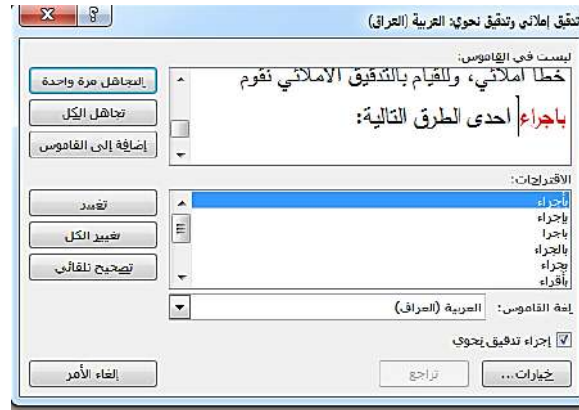 تدقيق إملائي وتدقيق نحوي: العربية (العراق)
ليست في القاموس:
خطا املائي، وللقيام بالتدقيق الاملائي نقوم
باجراء احدى الطرق التالية:
التجاهل مرة واحدة
تجاهل الكل
إضافة إلى القاموس
الاقتراحات:
بأجراء
بإجراء
باجرا
بالجراء
بجراء
بأقراء
تغيير
تغيير الكل
تصحيح تلقائي
لغة القاموس: العربية (العراق)
إجراء تدقيق نحوي
خيارات...
تراجع
إلغاء الأمر